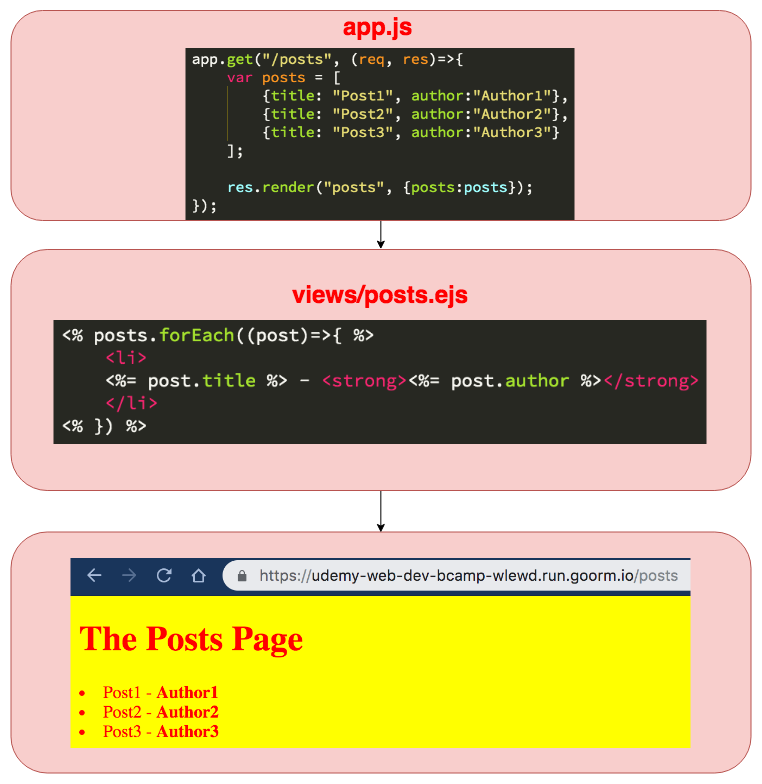 app.js
app.get("/posts", (req, res)=>{
    var posts = [
        {title: "Post1", author:"Author1"},
        {title: "Post2", author:"Author2"},
        {title: "Post3", author:"Author3"}
    ];
    res.render("posts", {posts:posts});
});
views/posts.ejs
<% posts.forEach((post)=>{ %>
    <li>
    <%= post.title %> - <strong><%= post.author %></strong>
    </li>
<% }) %>
https://udemy-web-dev-bcamp-wlewd.run.goorm.io/posts
The Posts Page
• Post1 - Author1
• Post2 - Author2
• Post3 - Author3